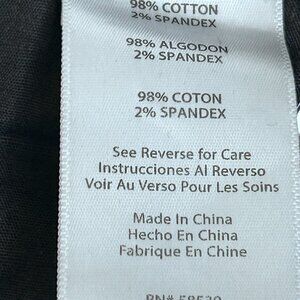 98% COTTON
2% SPANDEX
98% ALGODON
2% SPANDEX
98% COTON
2% SPANDEX
See Reverse for Care
Instrucciones Al Reverso
Voir Au Verso Pour Les Soins
Made In China
Hecho En China
Fabrique En Chine
RN#